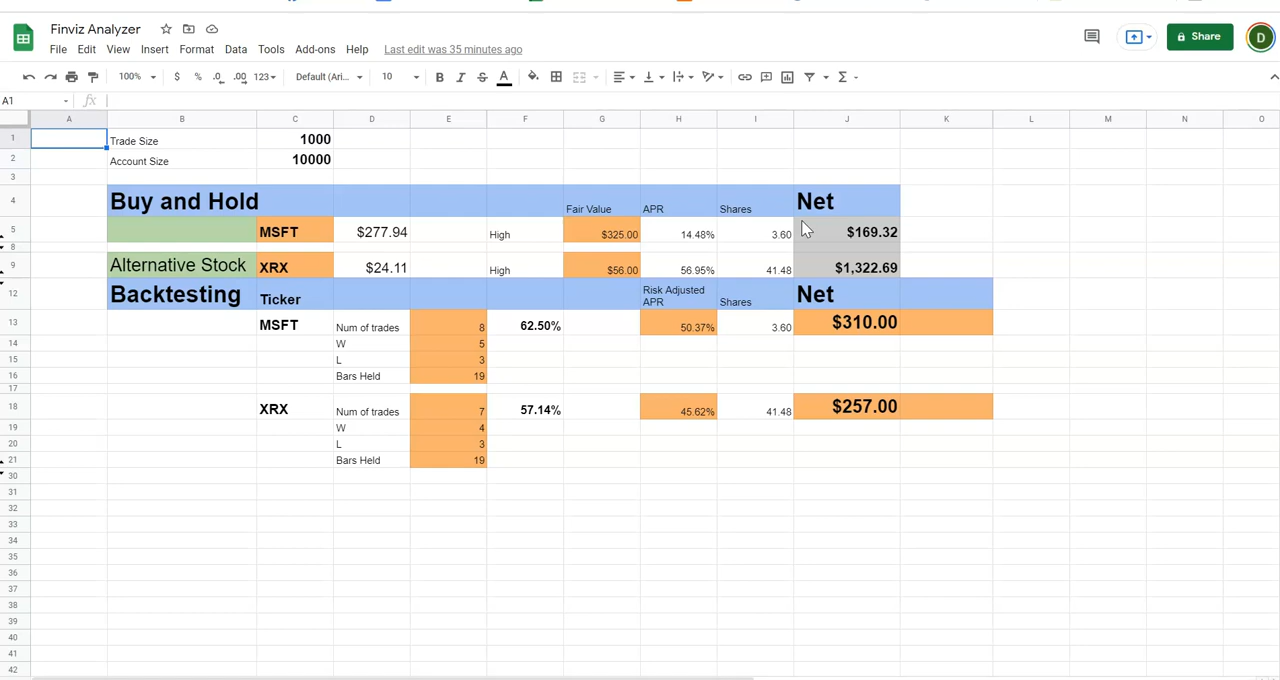 Finviz Analyzer
File Edit View Insert Format Data Tools Add-ons Help Last edit was 35 minutes ago
Share D
100% $ % .0 .00 123 Default (Ari... 10 B I S A Σ
A1 fx
A B C D E F G H I J K L M N O
1 Trade Size 1000
2 Account Size 10000
3
4 Buy and Hold Fair Value APR Shares Net
5 MSFT $277.94 High $325.00 14.48% 3.60 $169.32
8
9 Alternative Stock XRX $24.11 High $56.00 56.95% 41.48 $1,322.69
12 Backtesting Ticker Risk Adjusted APR Shares Net
13 MSFT Num of trades 8 62.50% 50.37% 3.60 $310.00
14 W 5
15 L 3
16 Bars Held 19
17
18 XRX Num of trades 7 57.14% 45.62% 41.48 $257.00
19 W 4
20 L 3
21 Bars Held 19
30
31
32
33
34
35
36
37
38
39
40
41
42